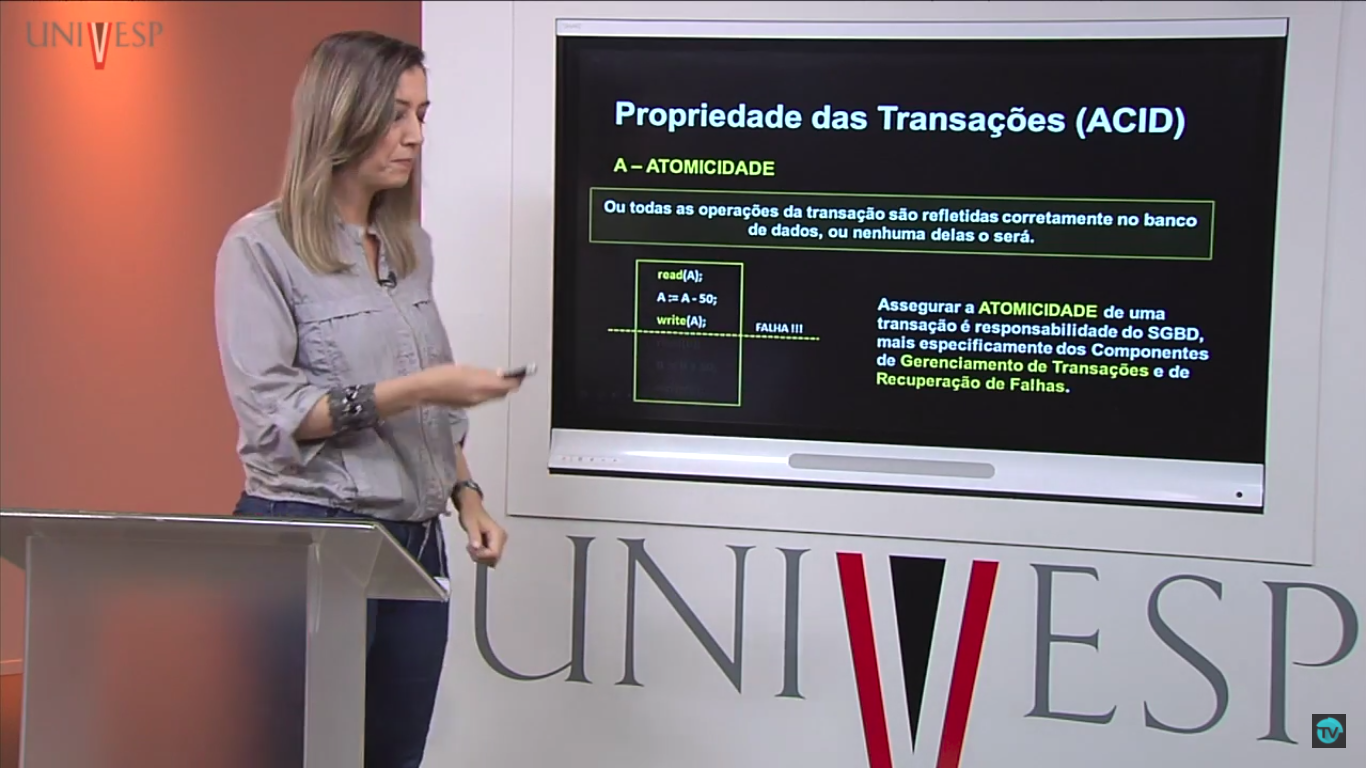 UNIVESP
Propriedade das Transações (ACID)
A – ATOMICIDADE
Ou todas as operações da transação são refletidas corretamente no banco
de dados, ou nenhuma delas o será.
read(A);
A := A - 50;
write(A);
FALHA !!!
Assegurar a ATOMICIDADE de uma
transação é responsabilidade do SGBD,
mais especificamente dos Componentes
de Gerenciamento de Transações e de
Recuperação de Falhas.
UNIVESP
TV